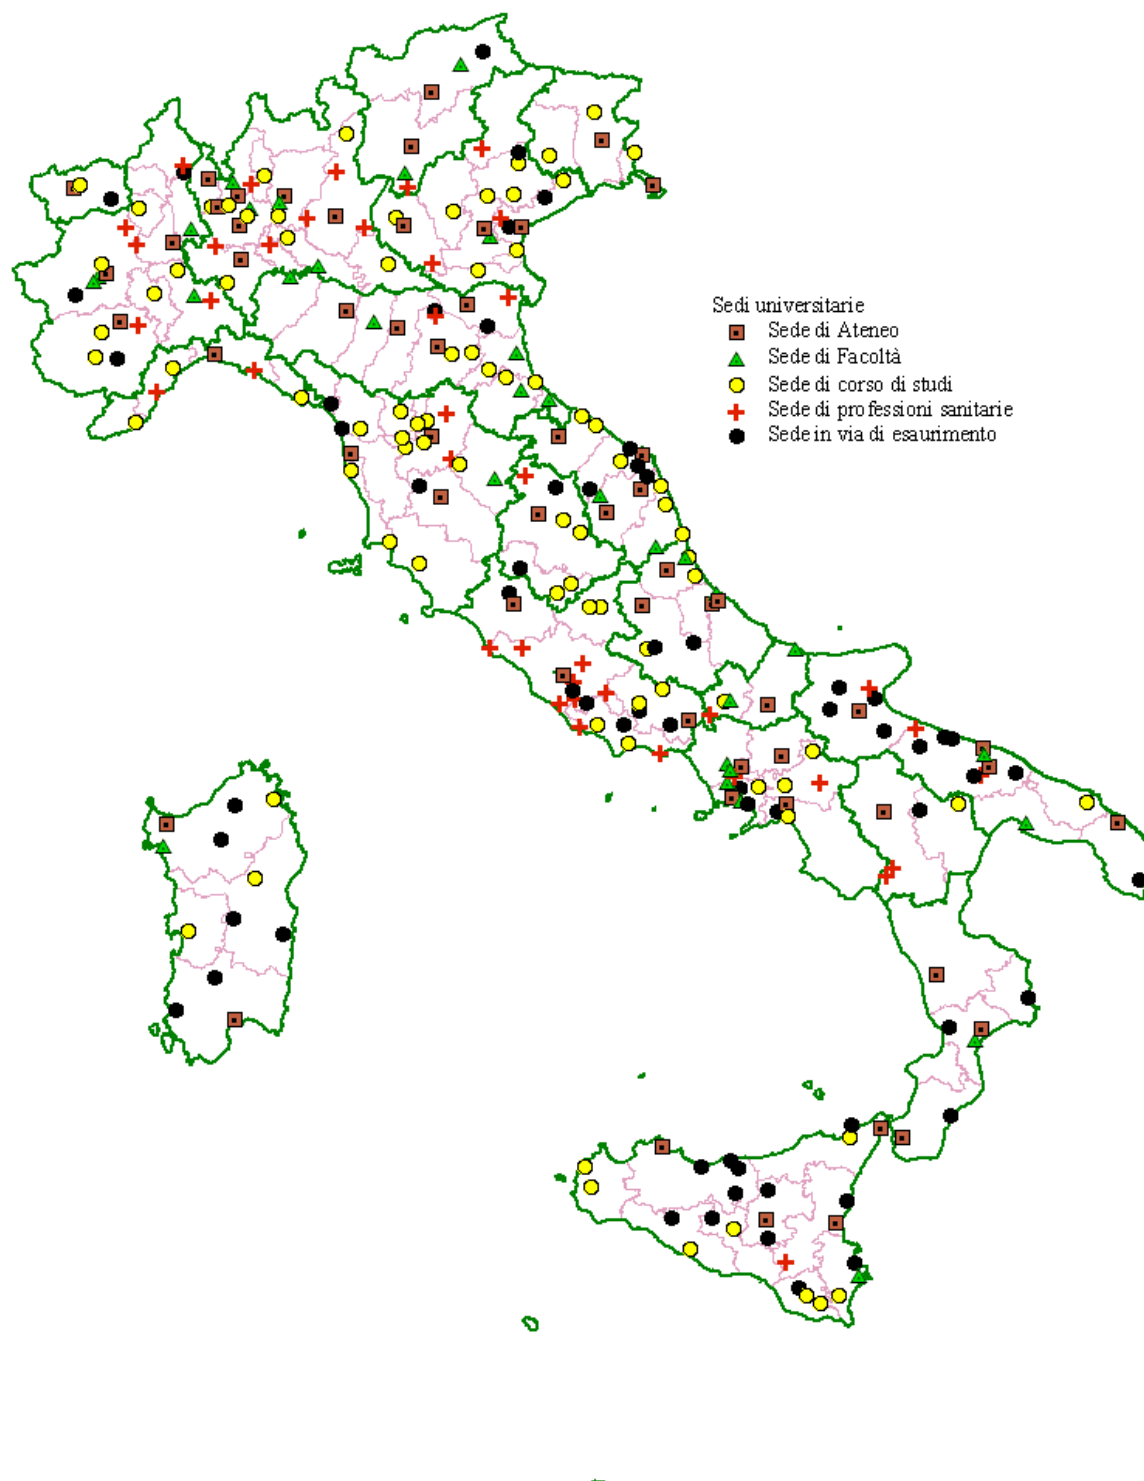 Sedi universitarie
Sede di Ateneo
Sede di Facoltà
Sede di corso di studi
Sede di professioni sanitarie
Sede in via di esaurimento